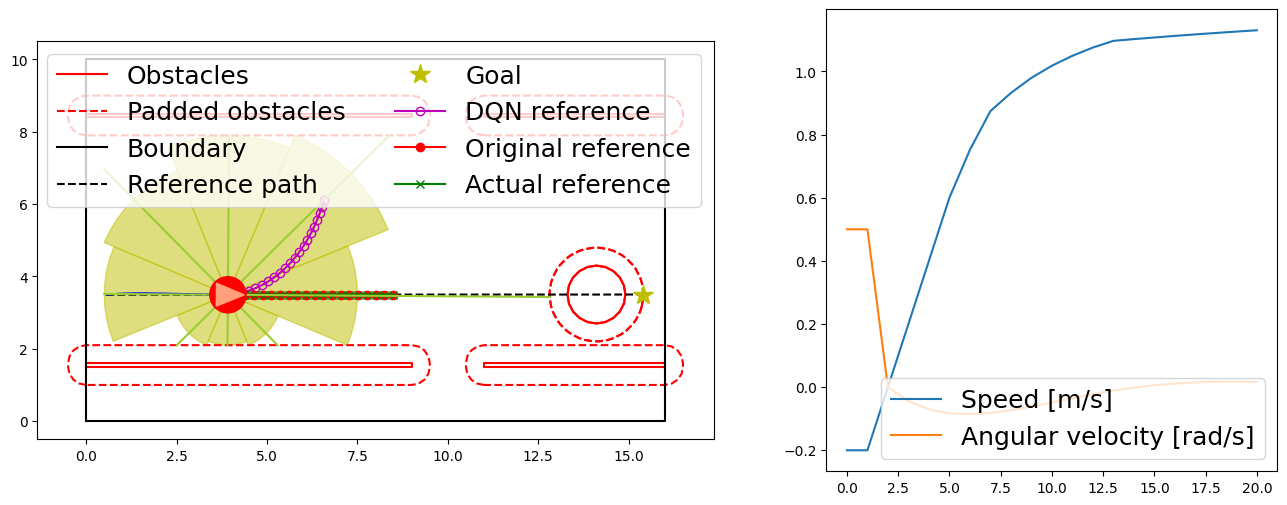 Obstacles
Padded obstacles
Boundary
Reference path
Goal
DQN reference
Original reference
Actual reference
10
8
6
4
2
0
0.0 2.5 5.0 7.5 10.0 12.5 15.0
1.0
0.8
0.6
0.4
0.2
0.0
−0.2
Speed [m/s]
Angular velocity [rad/s]
0.0 2.5 5.0 7.5 10.0 12.5 15.0 17.5 20.0